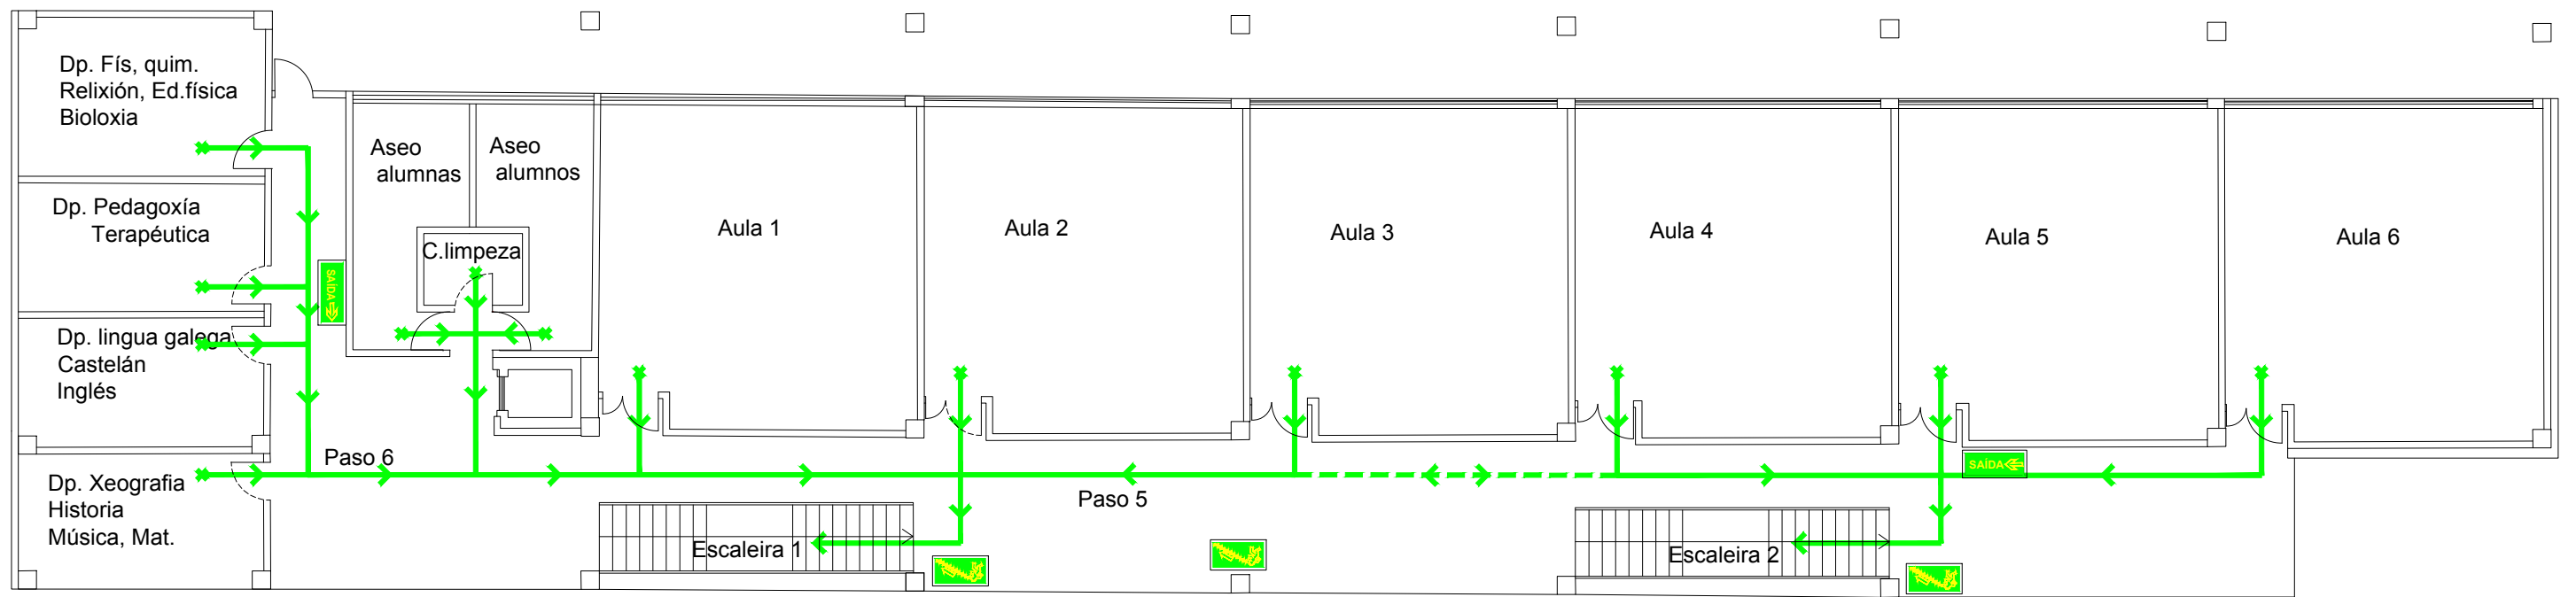 Dp. Fís, quim.
Relixión, Ed.física
Bioloxia
Dp. Pedagoxía
Terapéutica
Dp. lingua galega
Castelán
Inglés
Dp. Xeografia
Historia
Música, Mat.
SAÍDA
Paso 6
Aseo
alumnas
Aseo
alumnos
C.limpeza
Aula 1
Aula 2
Aula 3
Aula 4
Aula 5
Aula 6
Escaleira 1
Paso 5
Escaleira 2
SAÍDA